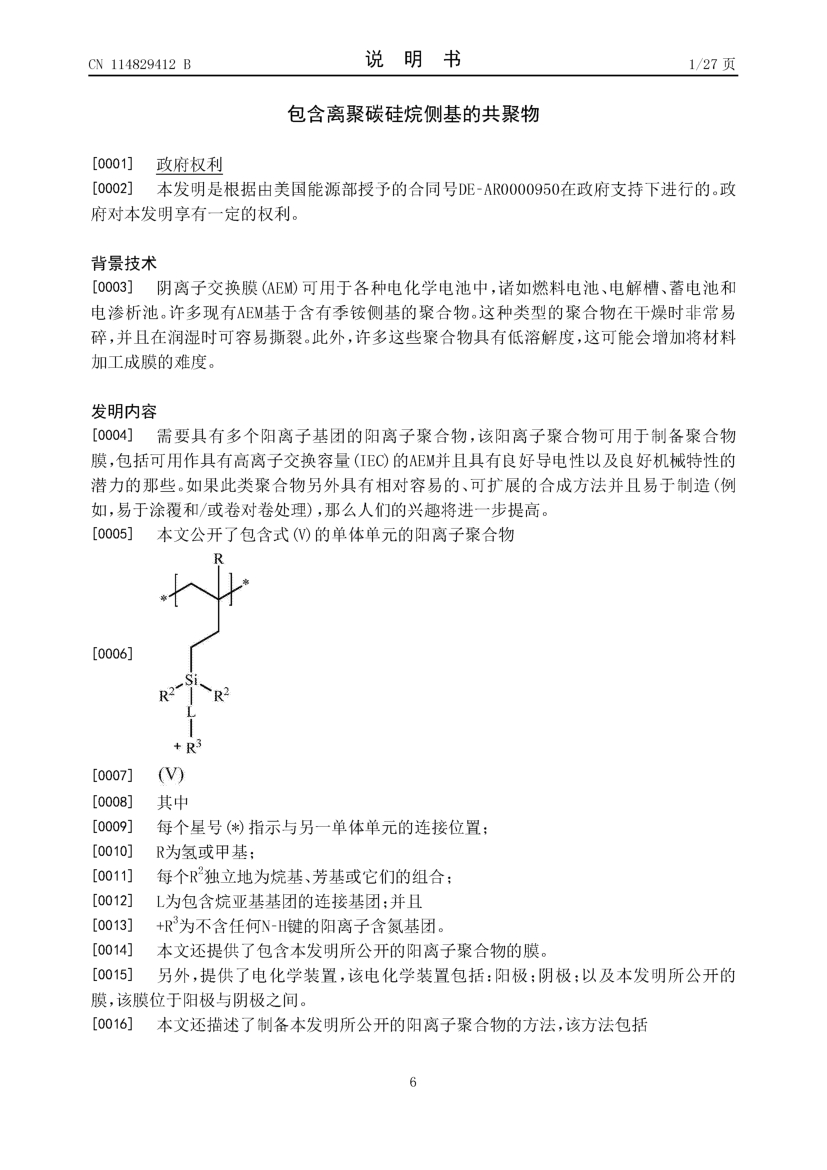 CN 114829412 B
说 明 书
1/27 页
包含离聚碳硅烷侧基的共聚物
[0001] 政府权利
[0002] 本发明是根据由美国能源部授予的合同号DE-AR0000950在政府支持下进行的。政
府对本发明享有一定的权利。
背景技术
[0003] 阴离子交换膜(AEM)可用于各种电化学电池中,诸如燃料电池、电解槽、蓄电池和
电渗析池。许多现有AEM基于含有季铵侧基的聚合物。这种类型的聚合物在干燥时非常易
碎,并且在润湿时可容易撕裂。此外,许多这些聚合物具有低溶解度,这可能会增加将材料
加工成膜的难度。
发明内容
[0004] 需要具有多个阳离子基团的阳离子聚合物,该阳离子聚合物可用于制备聚合物
膜,包括可用作具有高离子交换容量(IEC)的AEM并且具有良好导电性以及良好机械特性的
潜力的那些。如果此类聚合物另外具有相对容易的、可扩展的合成方法并且易于制造(例
如,易于涂覆和/或卷对卷处理),那么人们的兴趣将进一步提高。
[0005] 本文公开了包含式(V)的单体单元的阳离子聚合物
R
* *
[0006]
Si
R² R²
L
+ R³
[0007] (V)
[0008] 其中
[0009] 每个星号(*)指示与另一单体单元的连接位置;
[0010] R为氢或甲基;
[0011] 每个R²独立地为烷基、芳基或它们的组合;
[0012] L为包含烷亚基基团的连接基团;并且
[0013] +R³为不含任何N-H键的阳离子含氮基团。
[0014] 本文还提供了包含本发明所公开的阳离子聚合物的膜。
[0015] 另外,提供了电化学装置,该电化学装置包括:阳极;阴极;以及本发明所公开的
膜,该膜位于阳极与阴极之间。
[0016] 本文还描述了制备本发明所公开的阳离子聚合物的方法,该方法包括
6